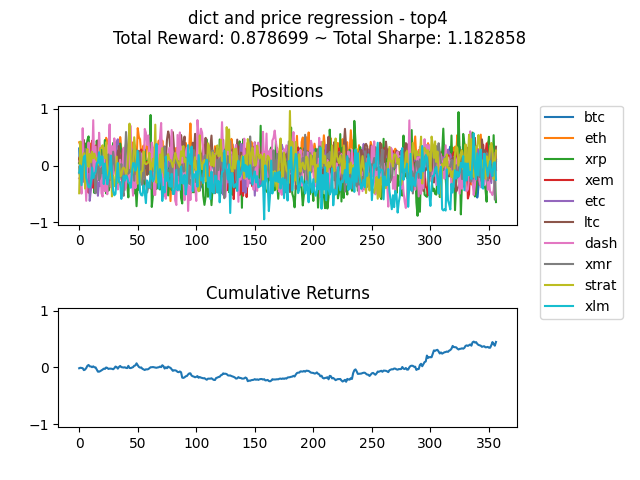 dict and price regression - top4
Total Reward: 0.878699 ~ Total Sharpe: 1.182858
Positions
1
0
−1
0 50 100 150 200 250 300 350
btc
eth
xrp
xem
etc
ltc
dash
xmr
strat
xlm
Cumulative Returns
1
0
−1
0 50 100 150 200 250 300 350